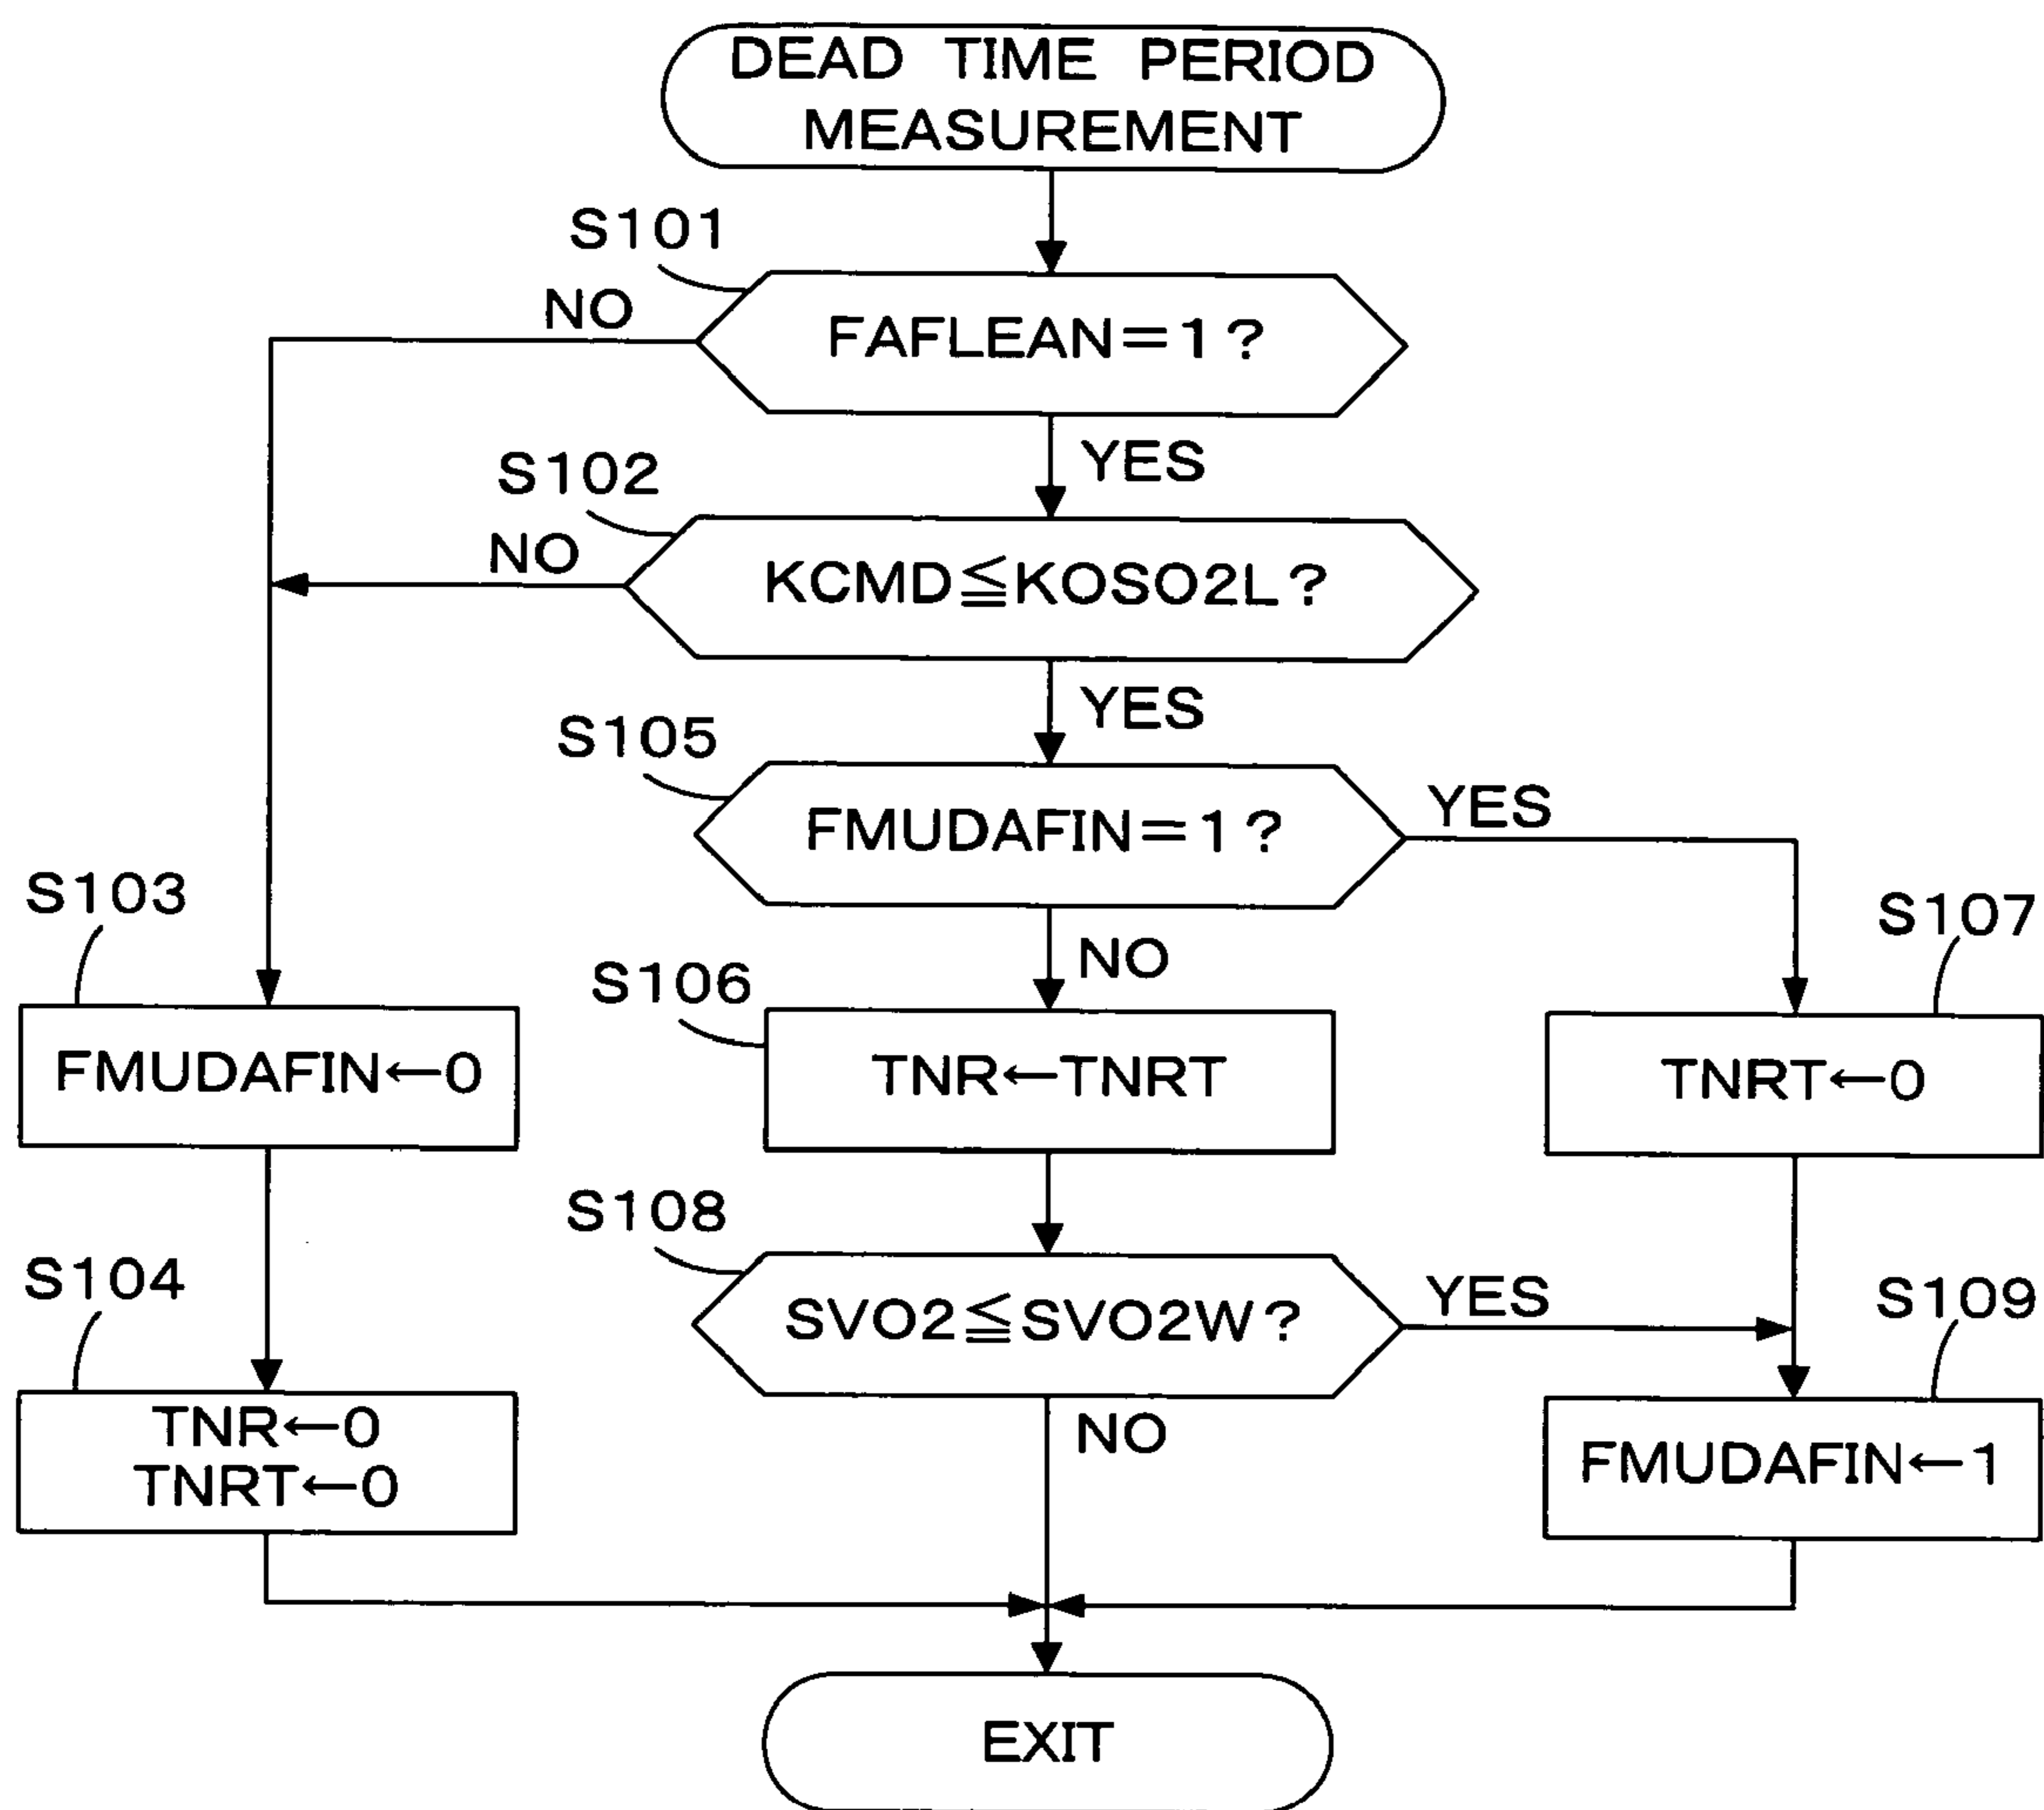 DEAD TIME PERIOD
MEASUREMENT
S101
FAFLEAN=1?
NO
YES
S102
KCMD≦KOSO2L?
NO
YES
S105
FMUDAFIN=1?
YES
NO
S103
FMUDAFIN←0
S106
TNR←TNRT
S107
TNRT←0
S108
SVO2≦SVO2W?
YES
NO
S104
TNR←0
TNRT←0
S109
FMUDAFIN←1
EXIT